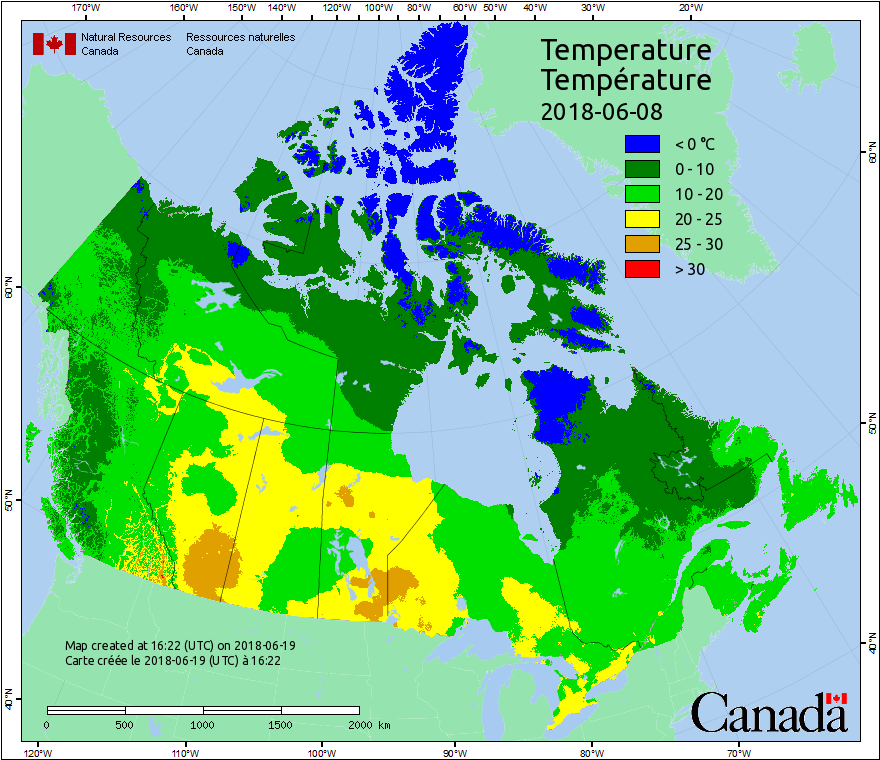 170°W 160°W 150°W 140°W 130°W 120°W 110°W 100°W 90°W 80°W 70°W 60°W 50°W 40°W 30°W 20°W
Natural Resources Ressources naturelles
Canada Canada
Temperature
Température
2018-06-08
< 0 °C
0 - 10
10 - 20
20 - 25
25 - 30
> 30
60°N
60°N
50°N
50°N
40°N
40°N
Map created at 16:22 (UTC) on 2018-06-19
Carte créée le 2018-06-19 (UTC) à 16:22
0 500 1000 1500 2000 km
Canada
120°W 110°W 100°W 90°W 80°W 70°W